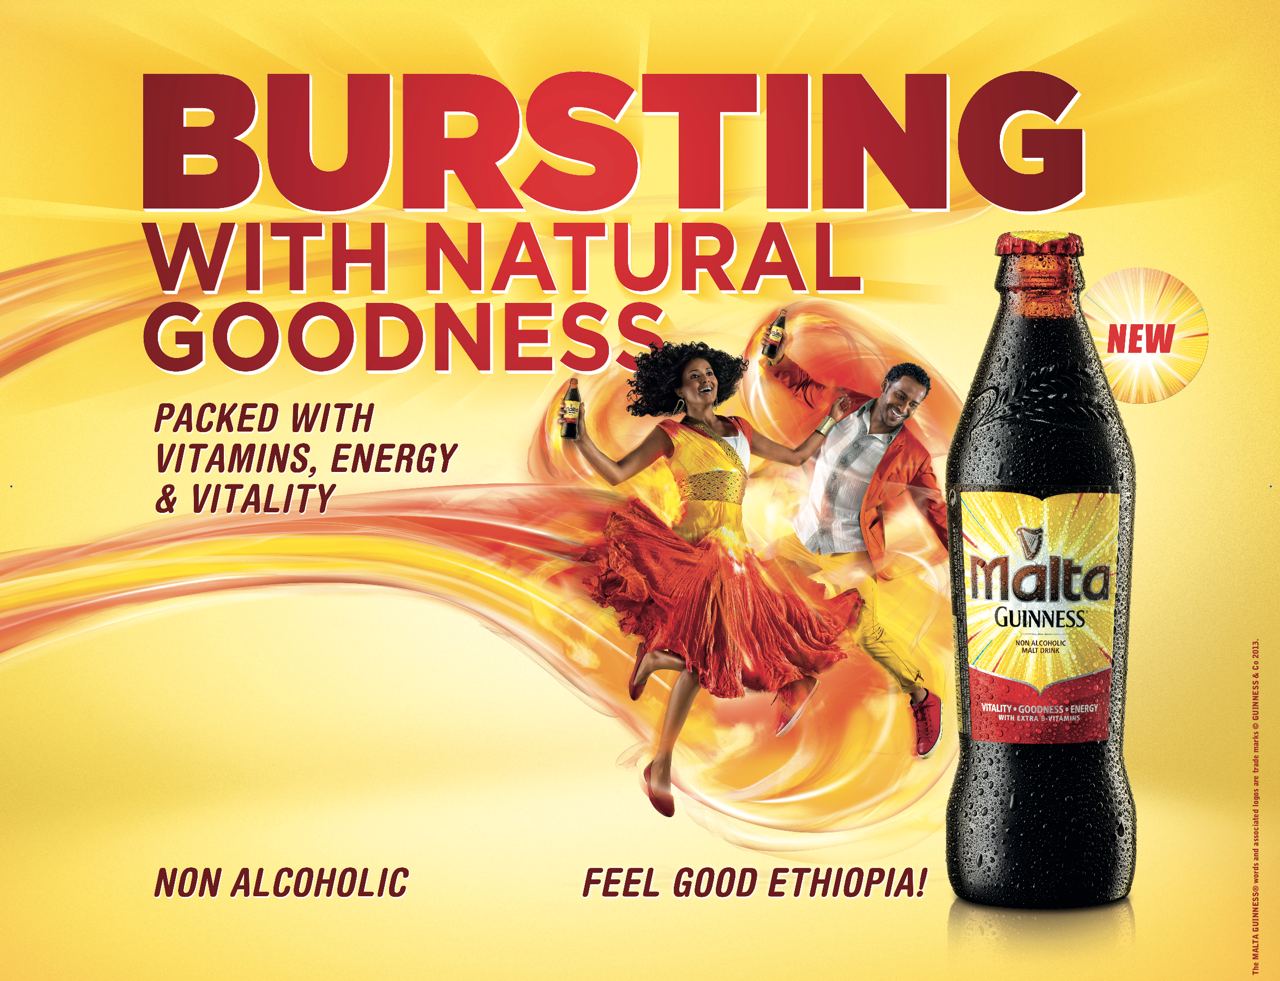 BURSTING
WITH NATURAL
GOODNESS
PACKED WITH
VITAMINS, ENERGY
& VITALITY
NEW
Malta
GUINNESS
NON ALCOHOLIC
MALT DRINK
VITALITY • GOODNESS • ENERGY
WITH EXTRA B-VITAMINS
NON ALCOHOLIC
FEEL GOOD ETHIOPIA!
The MALTA GUINNESS® words and associated logos are trade marks © GUINNESS & Co 2013.